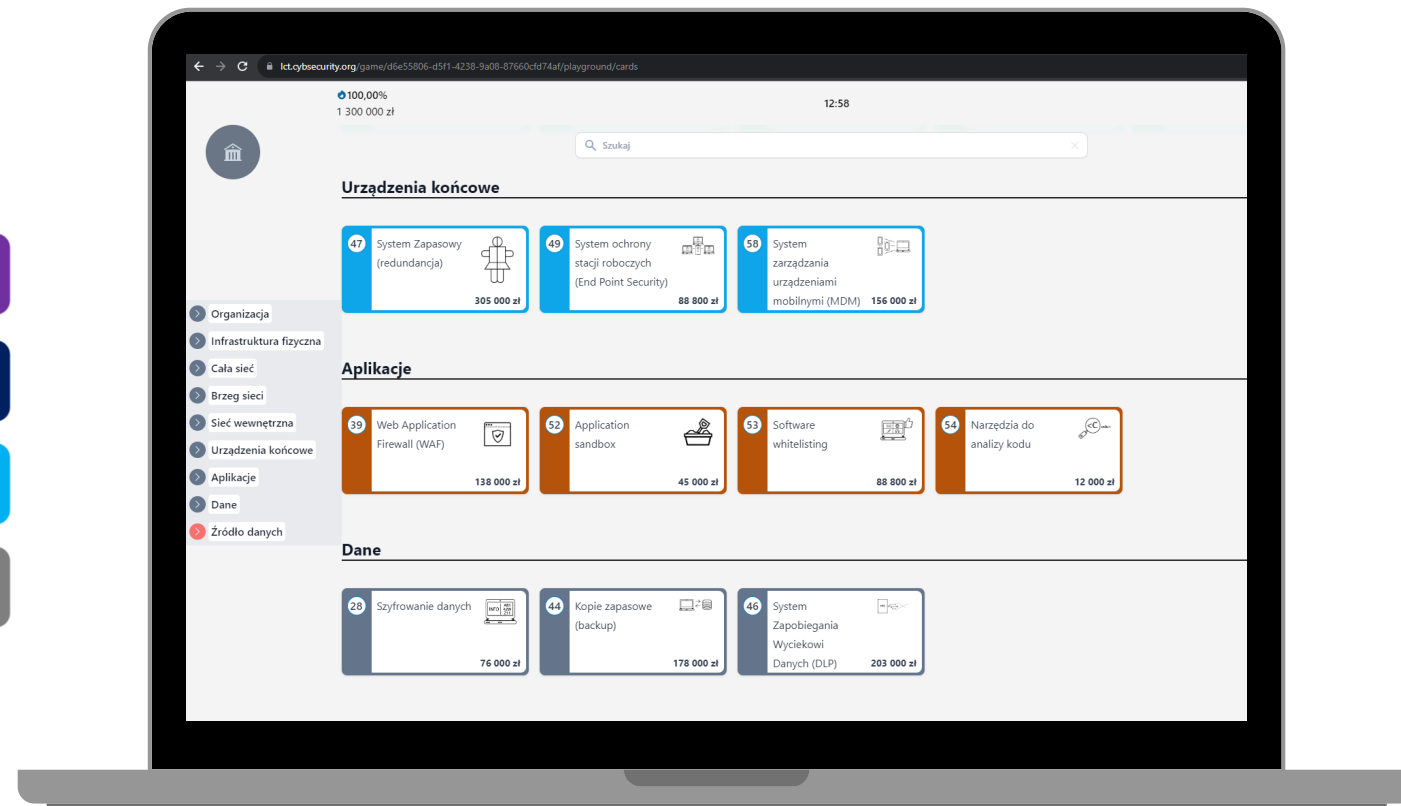 lct.cybsecurity.org/game/d6e55806-d5f1-4238-9a08-87660cfd74af/playground/cards
100,00%
1 300 000 zł
12:58
Szukaj
Organizacja
Infrastruktura fizyczna
Cała sieć
Brzeg sieci
Sieć wewnętrzna
Urządzenia końcowe
Aplikacje
Dane
Źródło danych
Urządzenia końcowe
47
System Zapasowy
(redundancja)
305 000 zł
49
System ochrony
stacji roboczych
(End Point Security)
88 800 zł
58
System
zarządzania
urządzeniami
mobilnymi (MDM)
156 000 zł
Aplikacje
39
Web Application
Firewall (WAF)
138 000 zł
52
Application
sandbox
45 000 zł
53
Software
whitelisting
88 800 zł
54
Narzędzia do
analizy kodu
12 000 zł
Dane
28
Szyfrowanie danych
76 000 zł
44
Kopie zapasowe
(backup)
178 000 zł
46
System
Zapobiegania
Wyciekowi
Danych (DLP)
203 000 zł